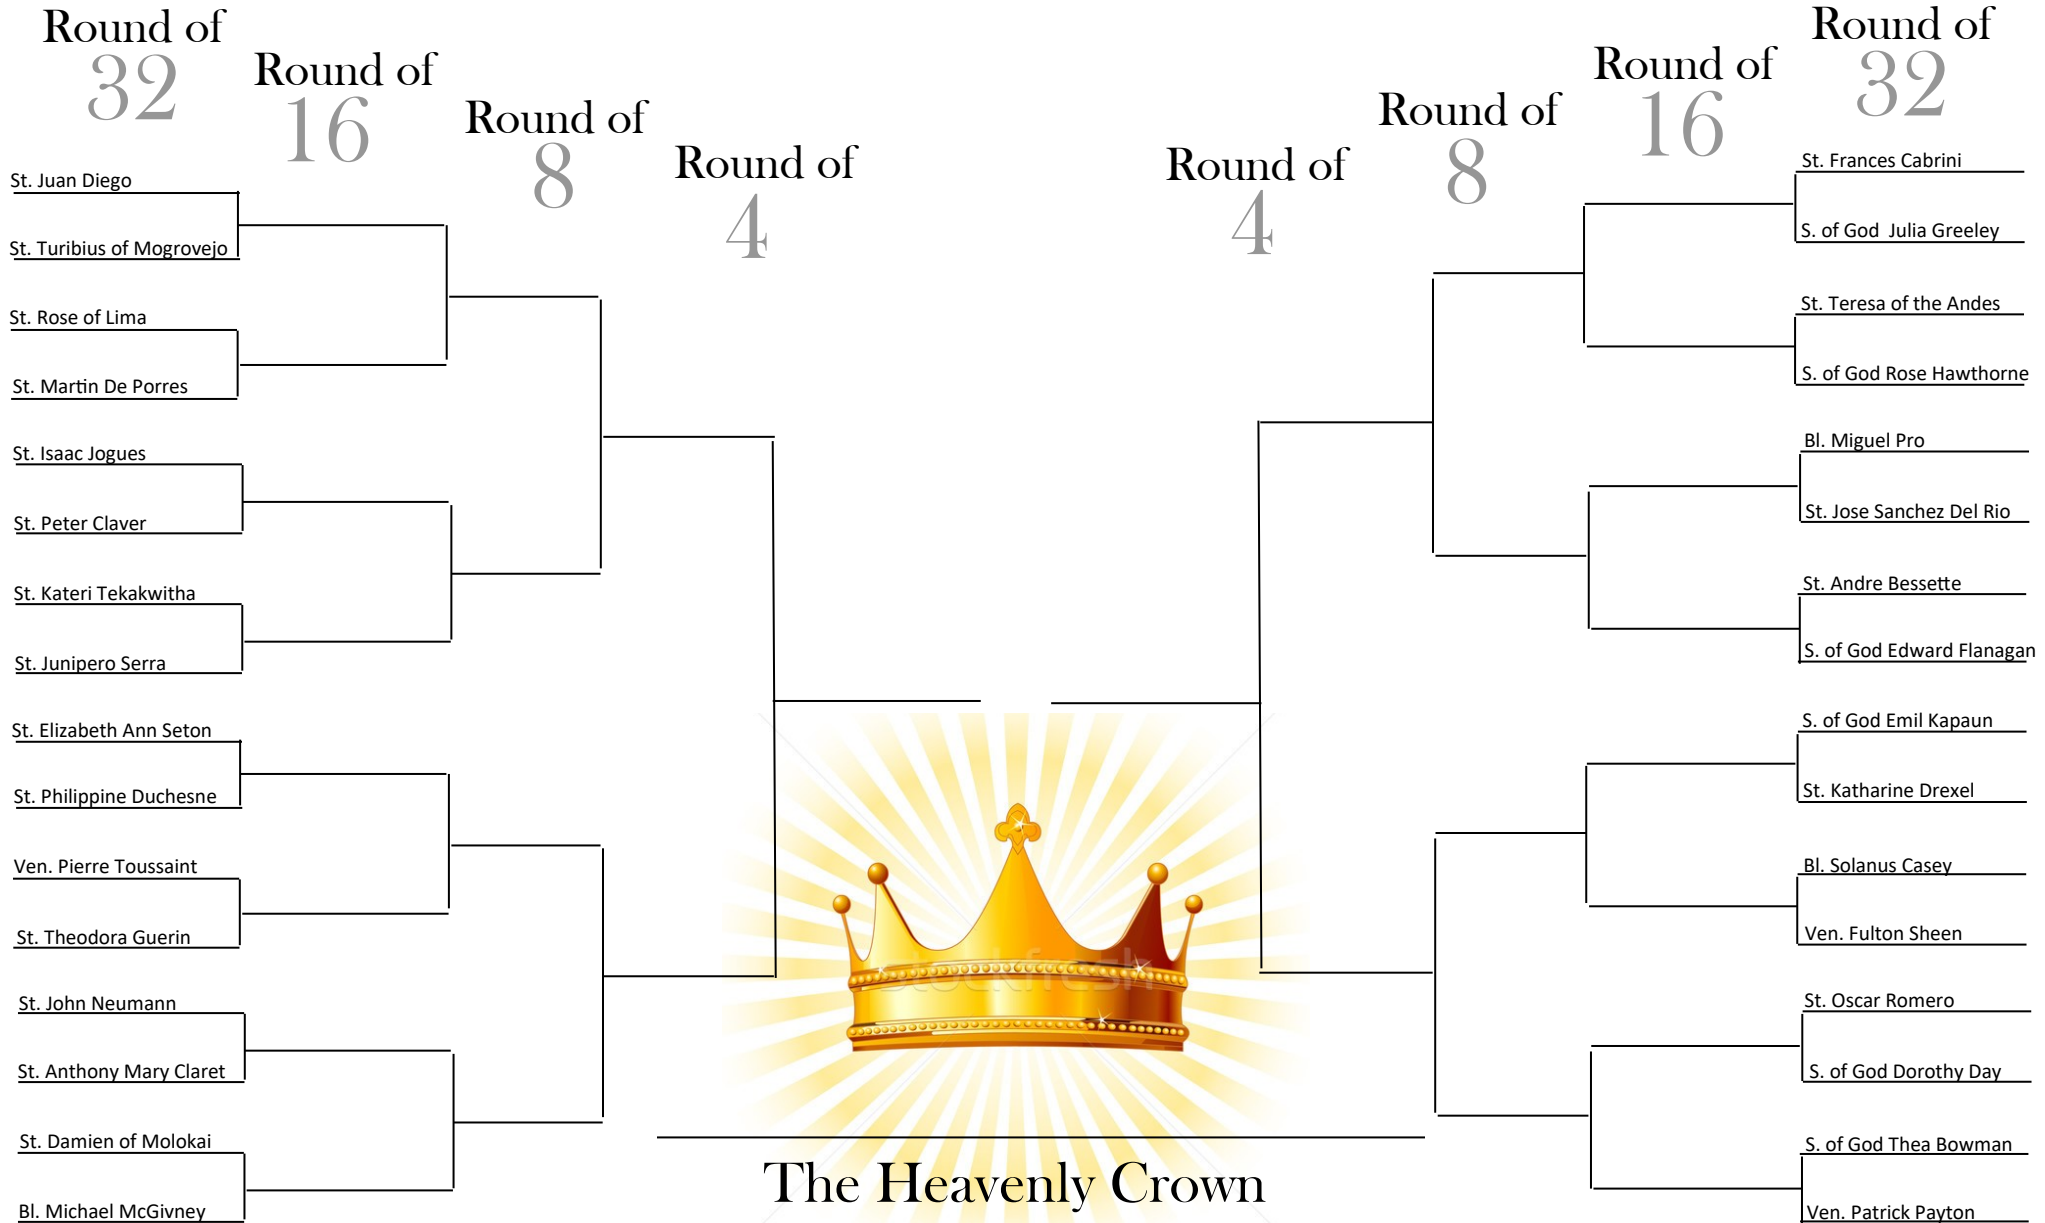 Round of
32
Round of
16
Round of
8
Round of
4
St. Juan Diego
St. Turibius of Mogrovejo
St. Rose of Lima
St. Martin De Porres
St. Isaac Jogues
St. Peter Claver
St. Kateri Tekakwitha
St. Junipero Serra
St. Elizabeth Ann Seton
St. Philippine Duchesne
Ven. Pierre Toussaint
St. Theodora Guerin
St. John Neumann
St. Anthony Mary Claret
St. Damien of Molokai
Bl. Michael McGivney
Round of
4
Round of
8
Round of
16
Round of
32
St. Frances Cabrini
S. of God  Julia Greeley
St. Teresa of the Andes
S. of God Rose Hawthorne
Bl. Miguel Pro
St. Jose Sanchez Del Rio
St. Andre Bessette
S. of God Edward Flanagan
S. of God Emil Kapaun
St. Katharine Drexel
Bl. Solanus Casey
Ven. Fulton Sheen
St. Oscar Romero
S. of God Dorothy Day
S. of God Thea Bowman
Ven. Patrick Payton
stockfresh
The Heavenly Crown